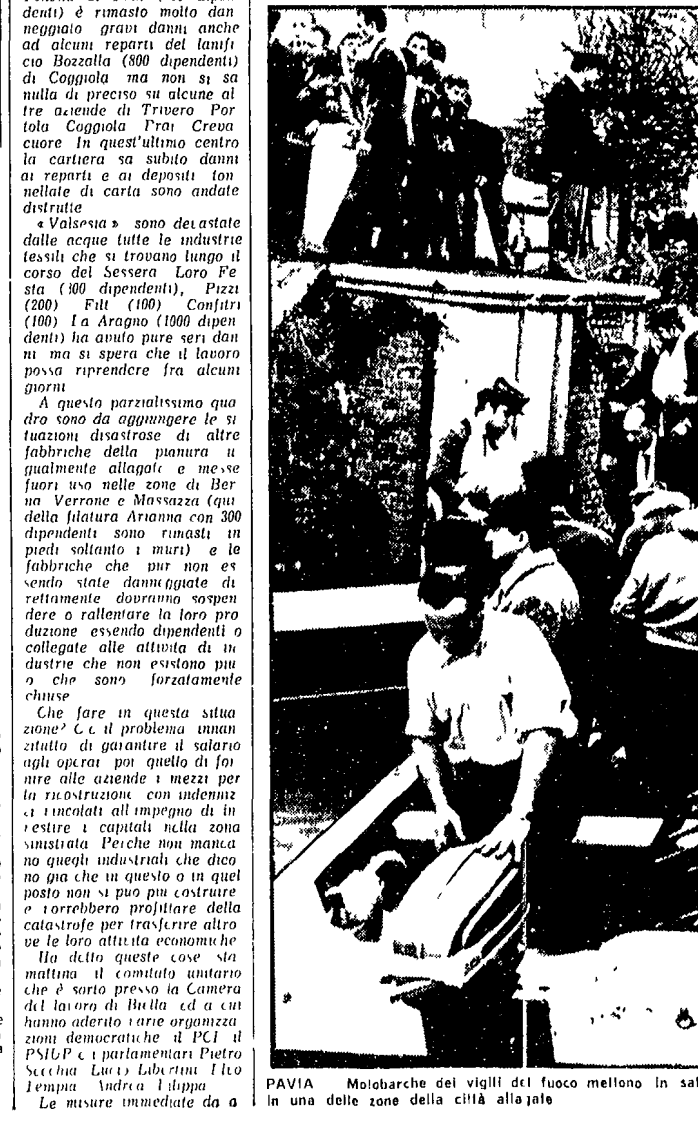 denti) è rimasto molto dan
neggiato gravi danni anche
ad alcuni reparti del lanifi
cio Bozzalla (800 dipendenti)
di Coggiola ma non si sa
nulla di preciso su alcune al
tre aziende di Trivero Por
tola Coggiola Prai Creva
cuore In quest'ultimo centro
la cartiera sa subito danni
ai reparti e ai depositi ton
nellate di carta sono andate
distrutte
« Valsesia » sono devastate
dalle acque tutte le industrie
tessili che si trovano lungo il
corso del Sessera Loro Fe
sta (300 dipendenti), Pizzi
(200) Fili (100) Confitri
(100) La Aragno (1000 dipen
denti) ha avuto pure seri dan
ni ma si spera che il lavoro
possa riprendere fra alcuni
giorni
A questo parzialissimo qua
dro sono da aggiungere le si
tuazioni disastrose di altre
fabbriche della pianura u
gualmente allagate e messe
fuori uso nelle zone di Ber
na Verrone e Massazza (qui
della filatura Arianna con 300
dipendenti sono rimasti in
piedi soltanto i muri) e le
fabbriche che pur non es
sendo state danneggiate di
rettamente dovranno sospen
dere o rallentare la loro pro
duzione essendo dipendenti o
collegate alle attività di in
dustrie che non esistono più
o che sono forzatamente
chiuse
Che fare in questa situa
zione? C'è il problema innan
zitutto di garantire il salario
agli operai poi quello di for
nire alle aziende i mezzi per
la ricostruzione con indenniz
zi vincolati all impegno di in
vestire i capitali nella zona
sinistrata Perche non manca
no quegli industriali che dico
no già che in questo o in quel
posto non si può più costruire
e vorrebbero profittare della
catastrofe per trasferire altro
ve le loro attività economiche
Ha detto queste cose sta
mattina il comitato unitario
che è sorto presso la Camera
del lavoro di Biella ed a cui
hanno aderito varie organizza
zioni democratiche il PCI il
PSIUP e i parlamentari Pietro
Secchia Lucio Libertini Elvo
Tempia Andrea Filippa
Le misure immediate da a
PAVIA Motobarche dei vigili del fuoco mettono in sal
in una delle zone della città allagate